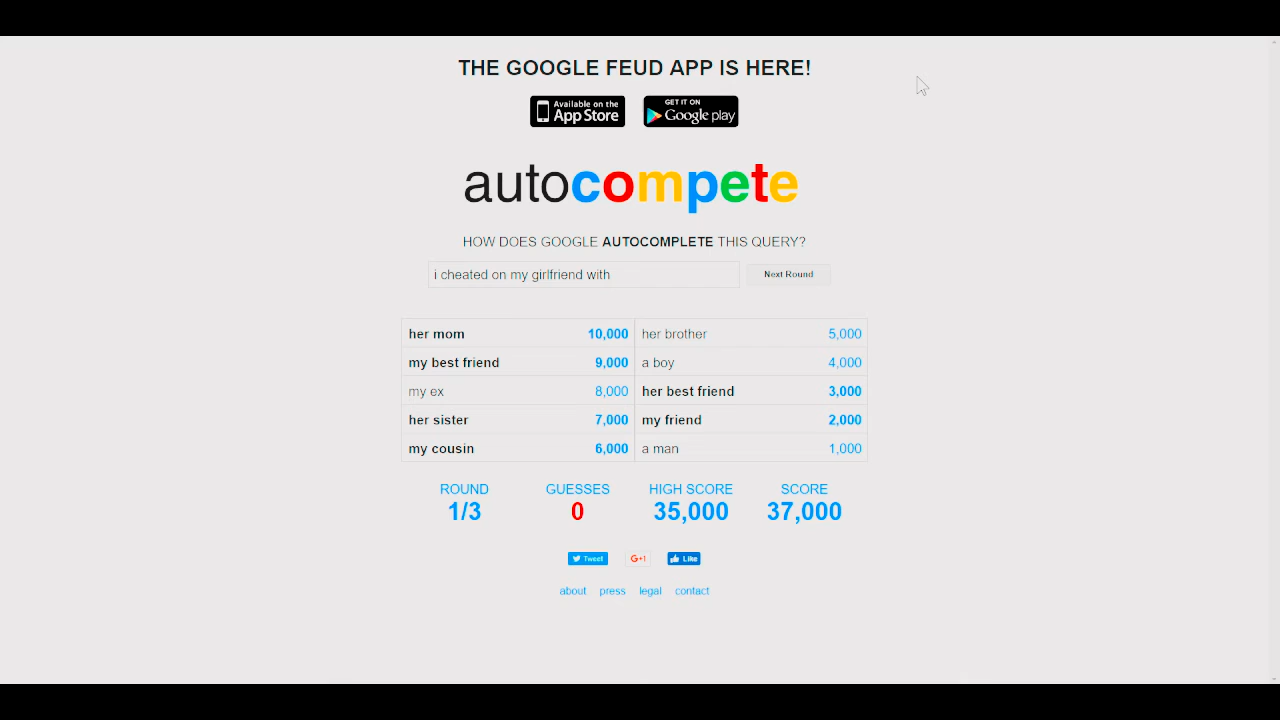 THE GOOGLE FEUD APP IS HERE!
Available on the App Store
GET IT ON Google play
autocompete
HOW DOES GOOGLE AUTOCOMPLETE THIS QUERY?
i cheated on my girlfriend with
Next Round
her mom 10,000 her brother 5,000
my best friend 9,000 a boy 4,000
my ex 8,000 her best friend 3,000
her sister 7,000 my friend 2,000
my cousin 6,000 a man 1,000
ROUND GUESSES HIGH SCORE SCORE
1/3 0 35,000 37,000
Tweet G+1 Like
about press legal contact